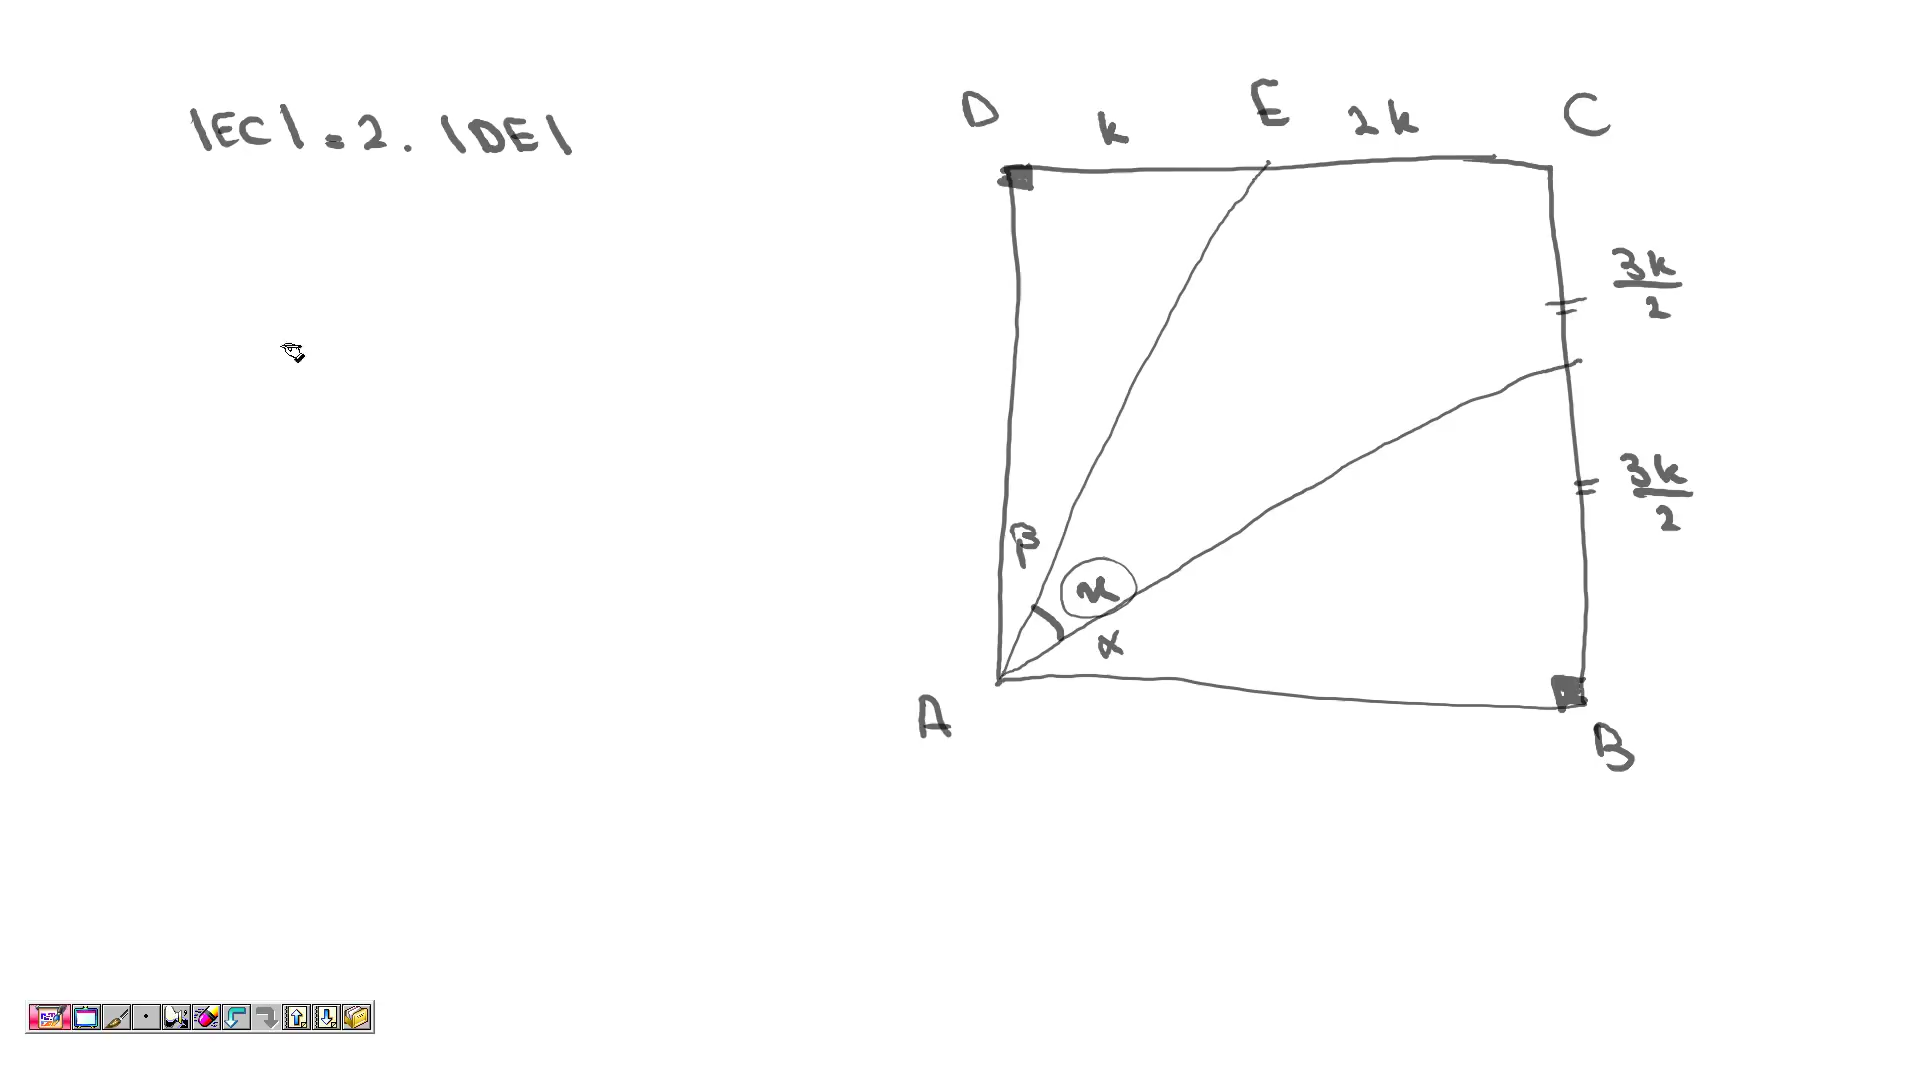 |EC| = 2 . |DE|
D k E 2k C
3k
2
3k
2
β
x
α
A
B